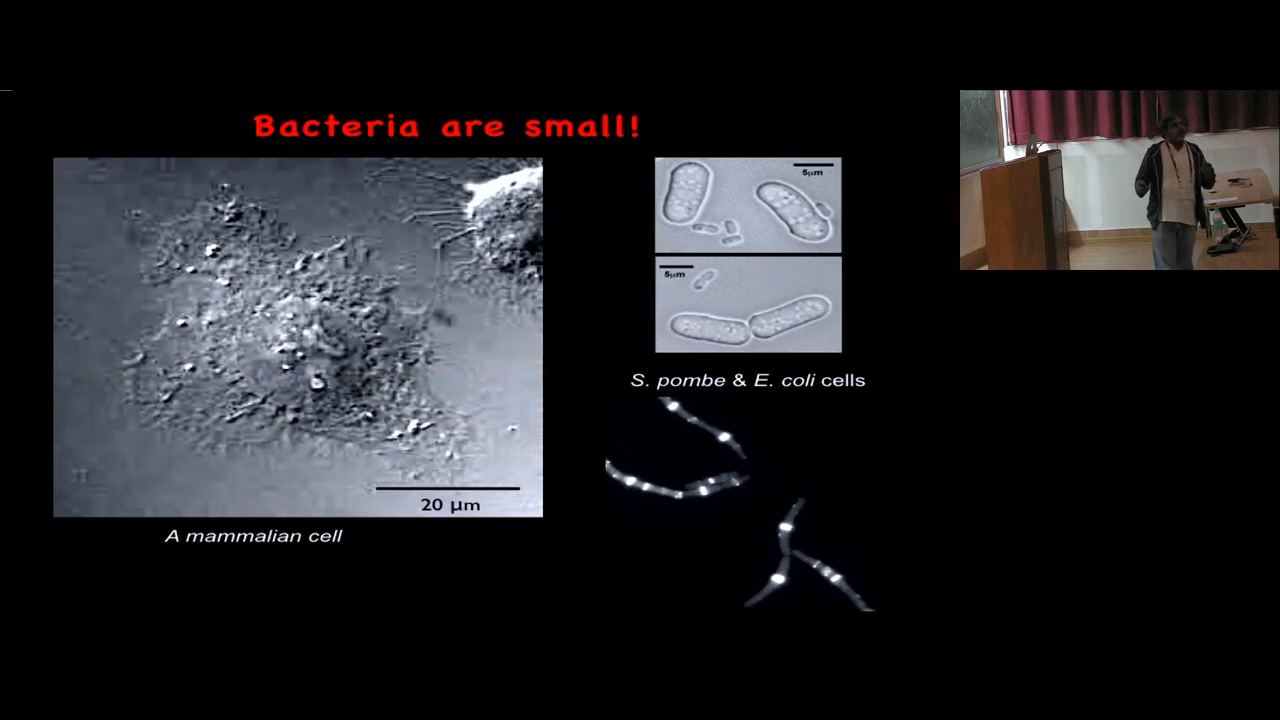 Bacteria are small!
5μm
5μm
S. pombe & E. coli cells
20 μm
A mammalian cell